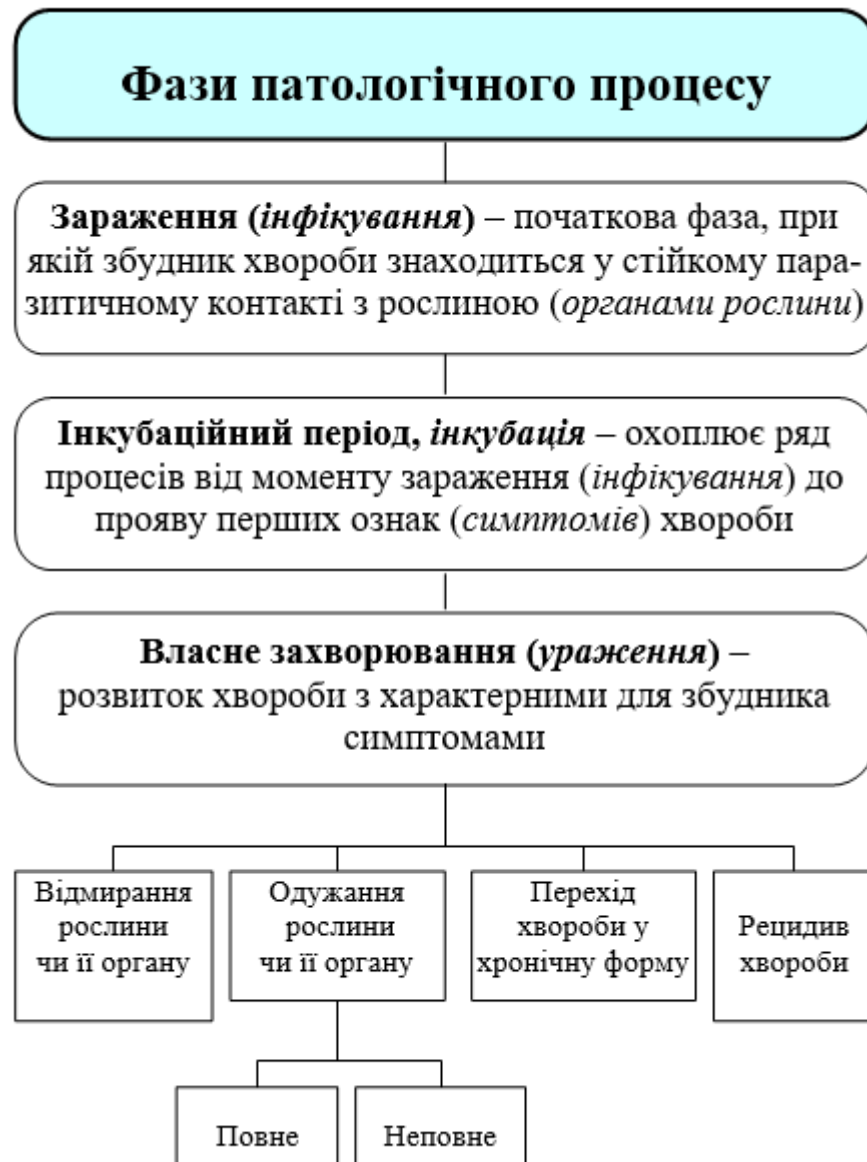 Фази патологічного процесу
Зараження (інфікування) – початкова фаза, при
якій збудник хвороби знаходиться у стійкому пара-
зитичному контакті з рослиною (органами рослини)
Інкубаційний період, інкубація – охоплює ряд
процесів від моменту зараження (інфікування) до
прояву перших ознак (симптомів) хвороби
Власне захворювання (ураження) –
розвиток хвороби з характерними для збудника
симптомами
Відмирання
рослини
чи її органу
Одужання
рослини
чи її органу
Перехід
хвороби у
хронічну форму
Рецидив
хвороби
Повне
Неповне